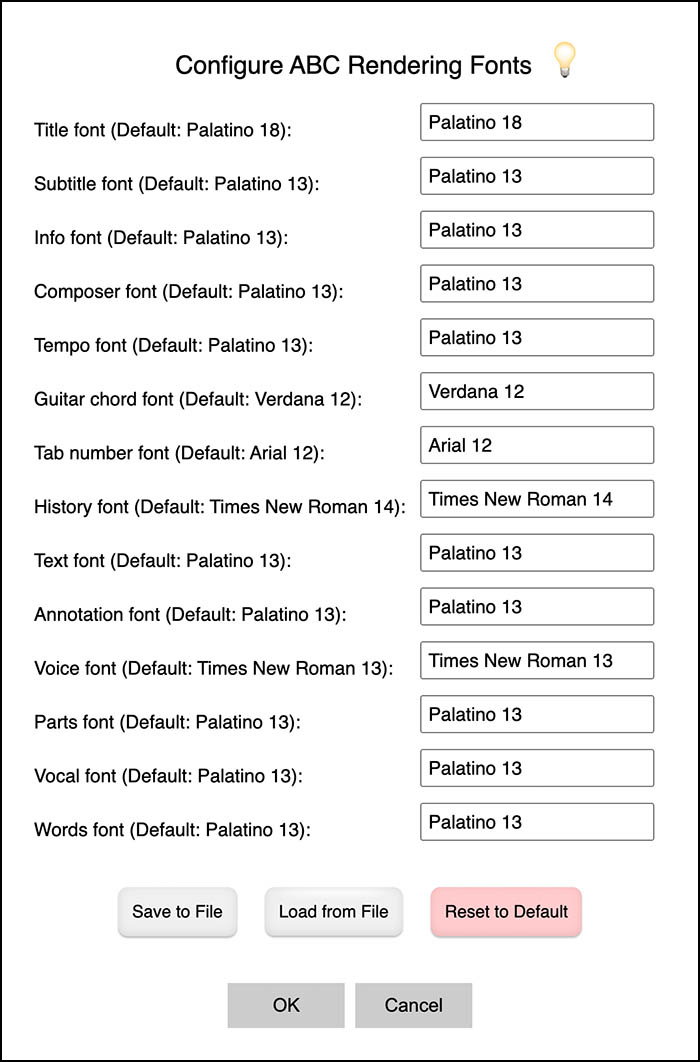 Configure ABC Rendering Fonts
Title font (Default: Palatino 18): Palatino 18
Subtitle font (Default: Palatino 13): Palatino 13
Info font (Default: Palatino 13): Palatino 13
Composer font (Default: Palatino 13): Palatino 13
Tempo font (Default: Palatino 13): Palatino 13
Guitar chord font (Default: Verdana 12): Verdana 12
Tab number font (Default: Arial 12): Arial 12
History font (Default: Times New Roman 14): Times New Roman 14
Text font (Default: Palatino 13): Palatino 13
Annotation font (Default: Palatino 13): Palatino 13
Voice font (Default: Times New Roman 13): Times New Roman 13
Parts font (Default: Palatino 13): Palatino 13
Vocal font (Default: Palatino 13): Palatino 13
Words font (Default: Palatino 13): Palatino 13
Save to File Load from File Reset to Default
OK Cancel